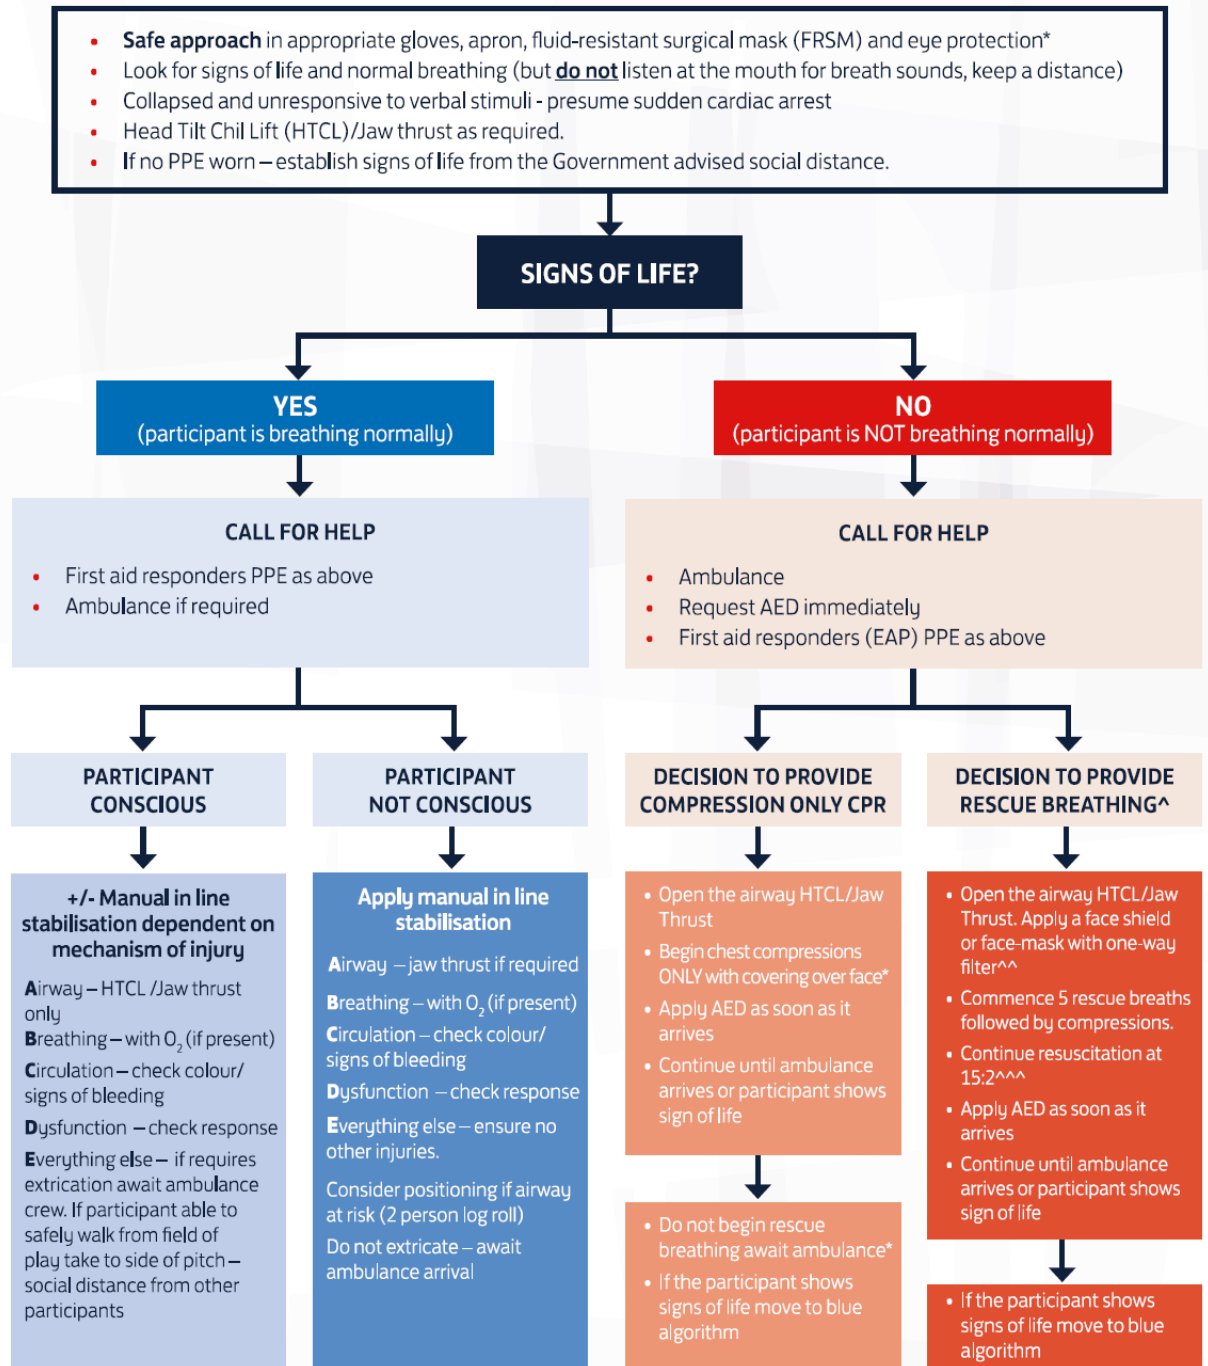 • Safe approach in appropriate gloves, apron, fluid-resistant surgical mask (FRSM) and eye protection*
• Look for signs of life and normal breathing (but do not listen at the mouth for breath sounds, keep a distance)
• Collapsed and unresponsive to verbal stimuli - presume sudden cardiac arrest
• Head Tilt Chil Lift (HTCL)/Jaw thrust as required.
• If no PPE worn – establish signs of life from the Government advised social distance.
SIGNS OF LIFE?
YES
(participant is breathing normally)
NO
(participant is NOT breathing normally)
CALL FOR HELP
• First aid responders PPE as above
• Ambulance if required
CALL FOR HELP
• Ambulance
• Request AED immediately
• First aid responders (EAP) PPE as above
PARTICIPANT
CONSCIOUS
PARTICIPANT
NOT CONSCIOUS
DECISION TO PROVIDE
COMPRESSION ONLY CPR
DECISION TO PROVIDE
RESCUE BREATHING^
+/- Manual in line
stabilisation dependent on
mechanism of injury
Airway – HTCL /Jaw thrust
only
Breathing – with O₂ (if present)
Circulation – check colour/
signs of bleeding
Dysfunction – check response
Everything else – if requires
extrication await ambulance
crew. If participant able to
safely walk from field of
play take to side of pitch –
social distance from other
participants
Apply manual in line
stabilisation
Airway – jaw thrust if required
Breathing – with O₂ (if present)
Circulation – check colour/
signs of bleeding
Dysfunction – check response
Everything else – ensure no
other injuries.
Consider positioning if airway
at risk (2 person log roll)
Do not extricate – await
ambulance arrival
• Open the airway HTCL/Jaw
Thrust
• Begin chest compressions
ONLY with covering over face*
• Apply AED as soon as it
arrives
• Continue until ambulance
arrives or participant shows
sign of life
• Do not begin rescue
breathing await ambulance*
• If the participant shows
signs of life move to blue
algorithm
• Open the airway HTCL/Jaw
Thrust. Apply a face shield
or face-mask with one-way
filter^^
• Commence 5 rescue breaths
followed by compressions.
• Continue resuscitation at
15:2^^^
• Apply AED as soon as it
arrives
• Continue until ambulance
arrives or participant shows
sign of life
• If the participant shows
signs of life move to blue
algorithm